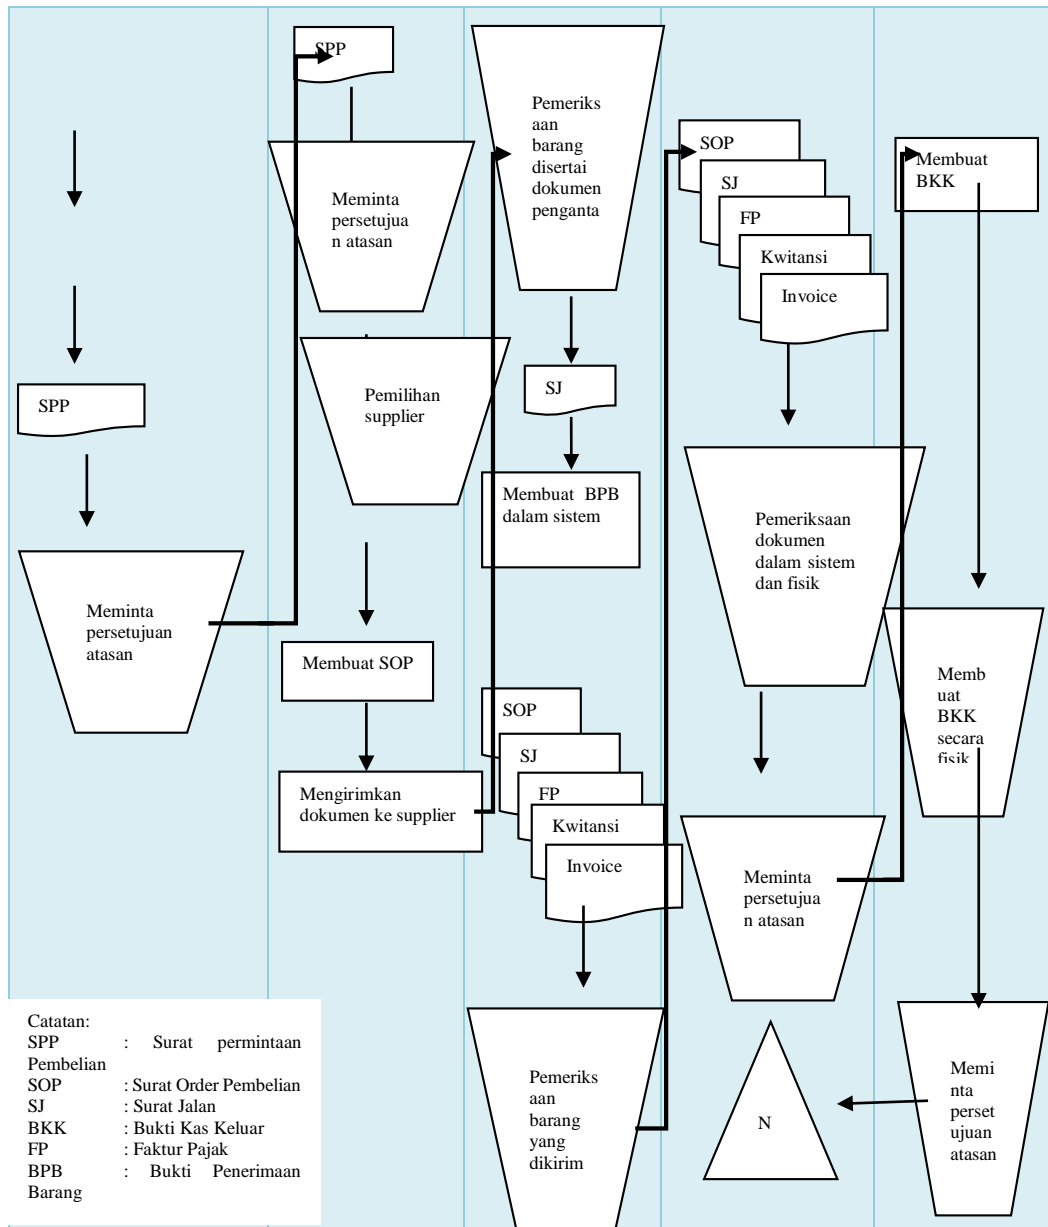 SPP
Meminta
persetujuan
atasan
SPP
Meminta
persetujua
n atasan
Pemilihan
supplier
Membuat SOP
Mengirimkan
dokumen ke supplier
Pemeriks
aan
barang
disertai
dokumen
penganta
SJ
Membuat BPB
dalam sistem
SOP
SJ
FP
Kwitansi
Invoice
Pemeriks
aan
barang
yang
dikirim
SOP
SJ
FP
Kwitansi
Invoice
Pemeriksaan
dokumen
dalam sistem
dan fisik
Meminta
persetujua
n atasan
N
Membuat
BKK
Memb
uat
BKK
secara
fisik
Memi
nta
perset
ujuan
atasan
Catatan:
SPP : Surat permintaan
Pembelian
SOP : Surat Order Pembelian
SJ : Surat Jalan
BKK : Bukti Kas Keluar
FP : Faktur Pajak
BPB : Bukti Penerimaan
Barang